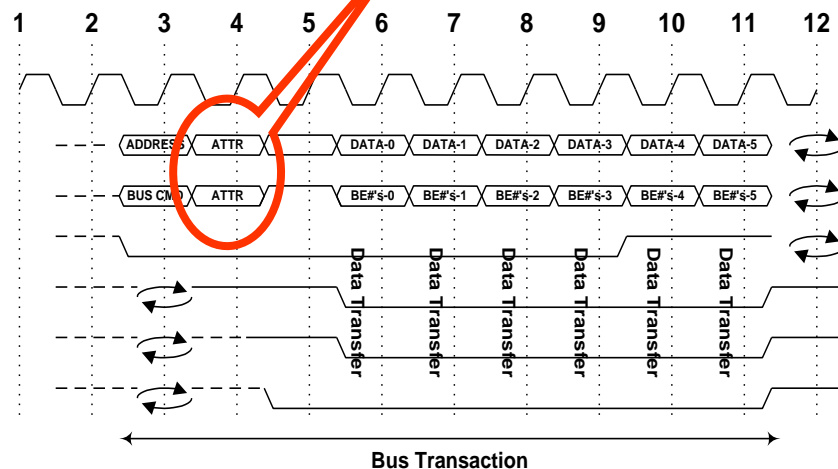 1 2 3 4 5 6 7 8 9 10 11 12
ADDRESS ATTR DATA-0 DATA-1 DATA-2 DATA-3 DATA-4 DATA-5
BUS CMD ATTR BE#'s-0 BE#'s-1 BE#'s-2 BE#'s-3 BE#'s-4 BE#'s-5
Data Transfer
Data Transfer
Data Transfer
Data Transfer
Data Transfer
Data Transfer
Bus Transaction